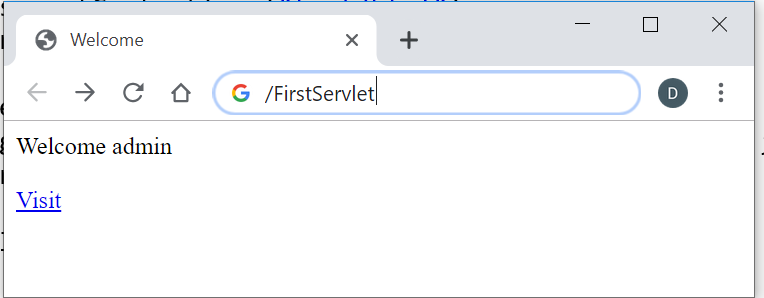 Welcome
/FirstServlet
D
Welcome admin
Visit